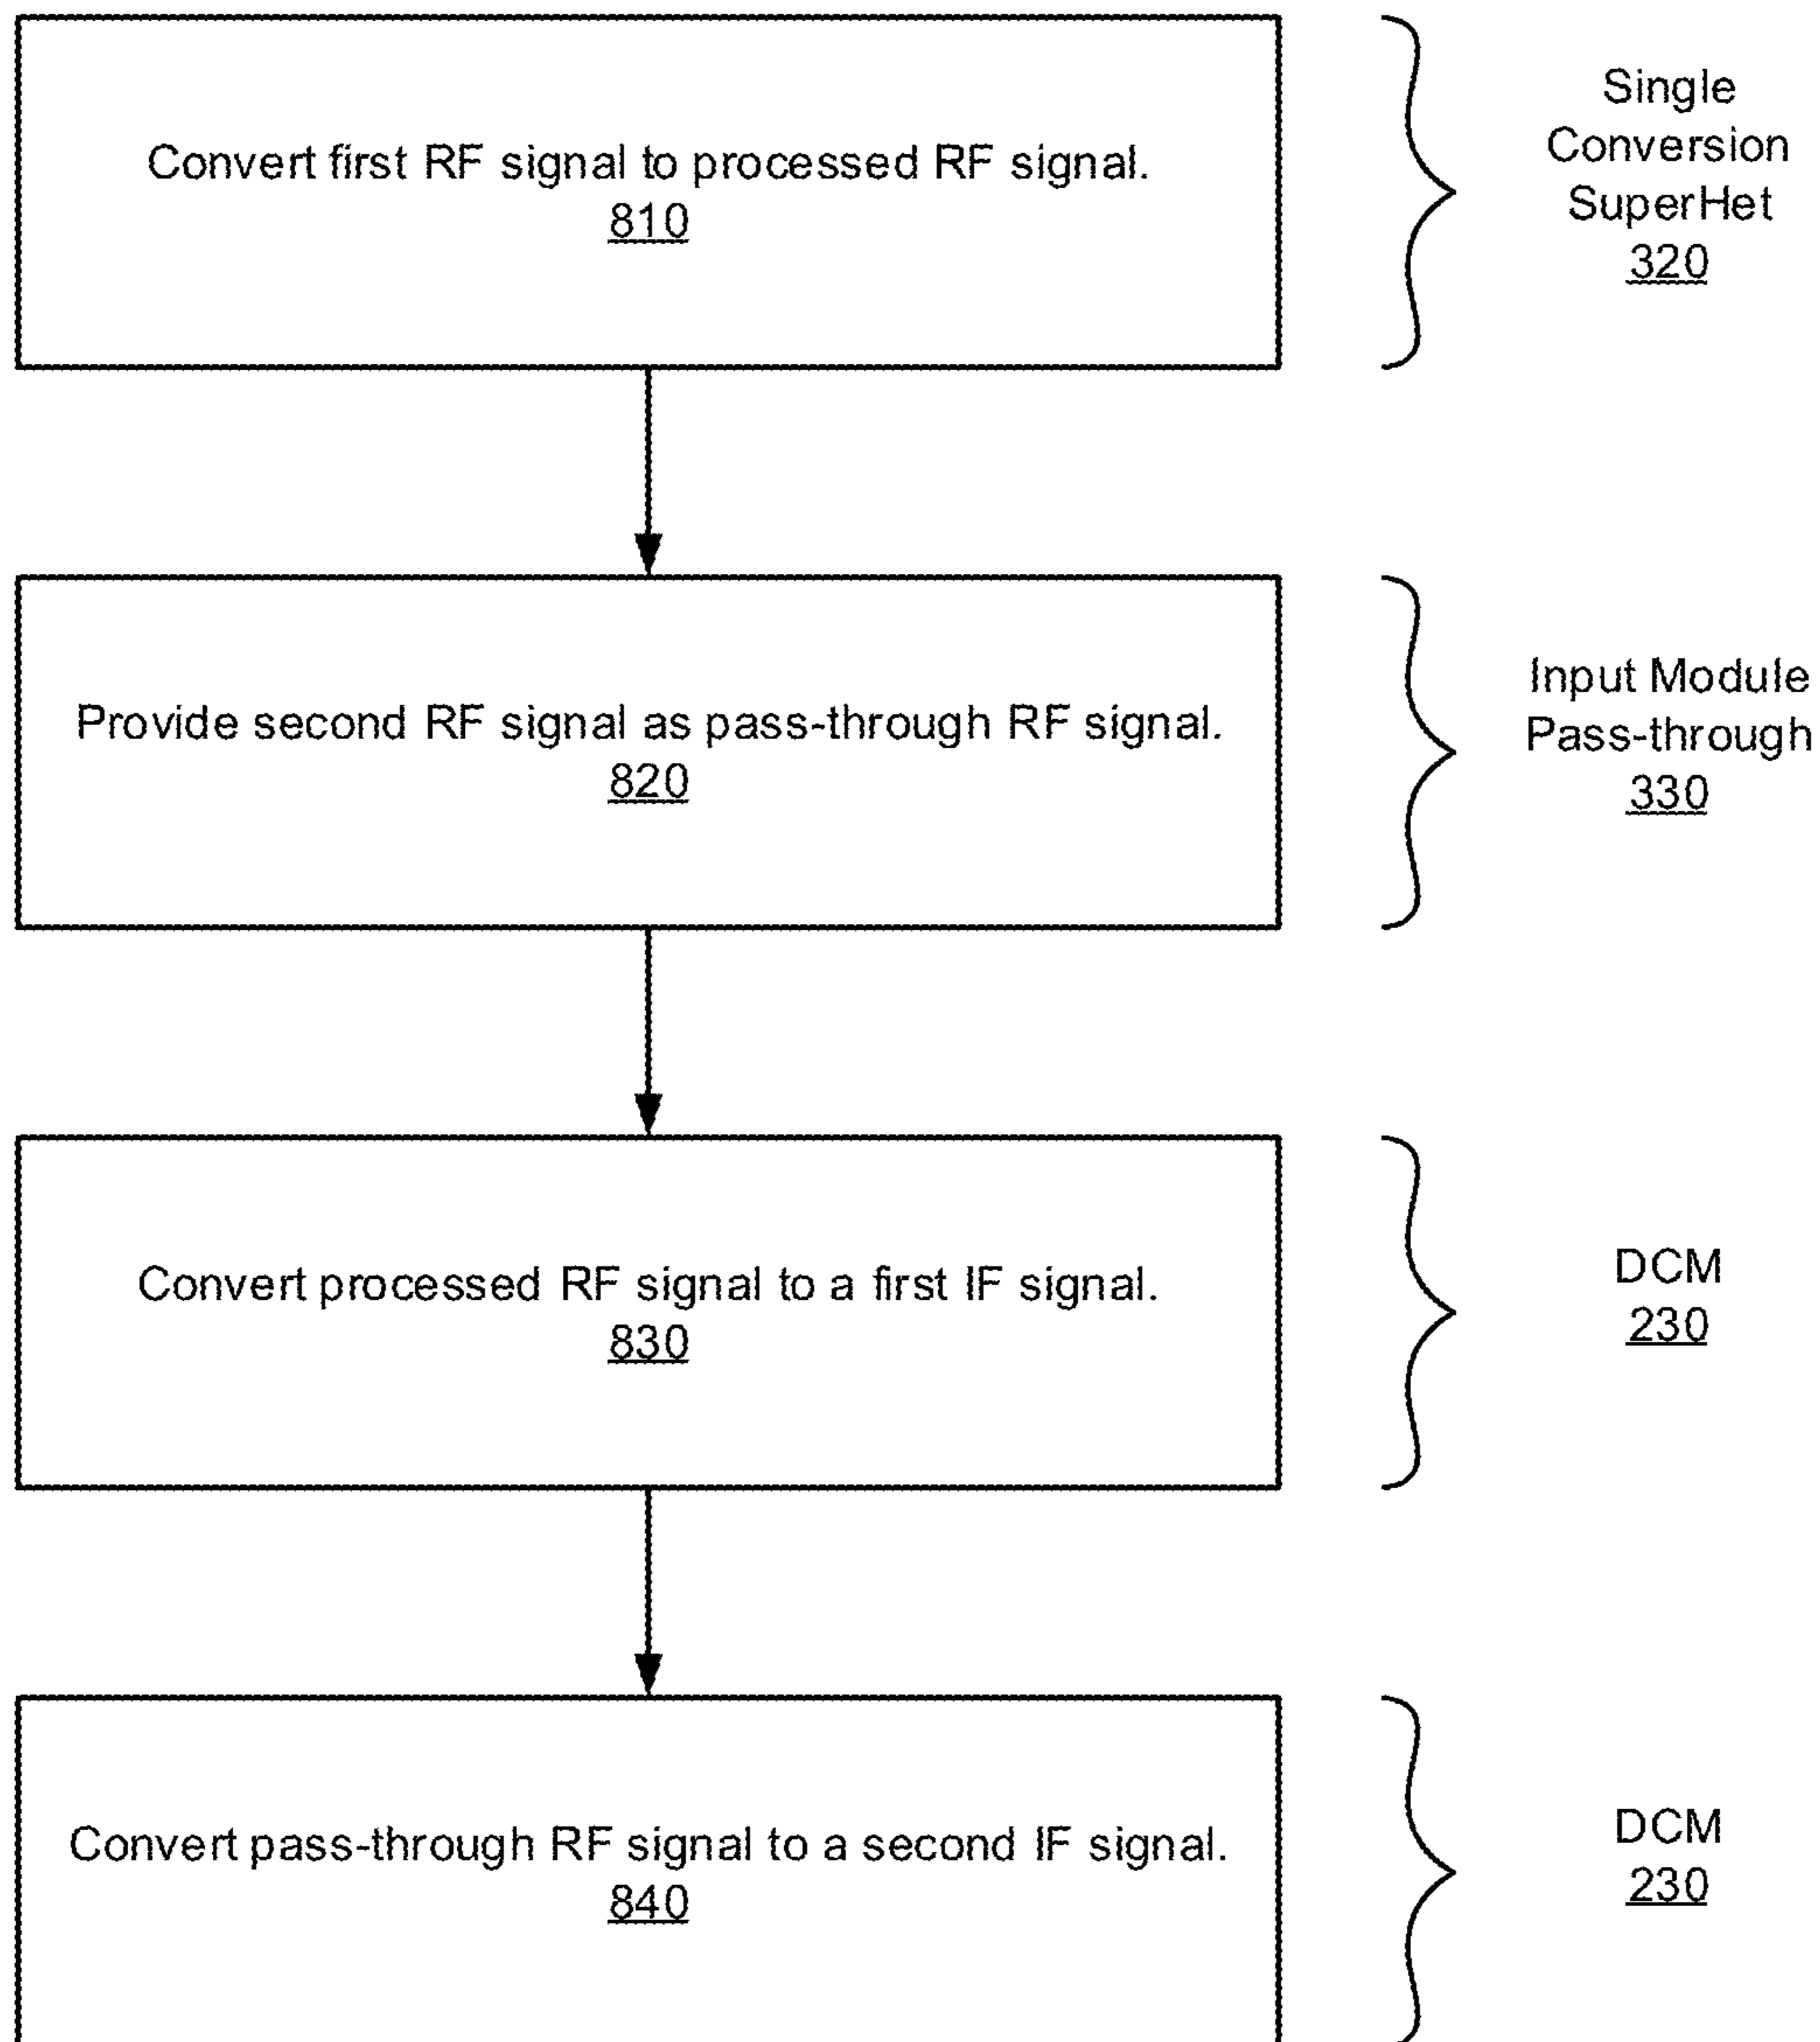 Convert first RF signal to processed RF signal.
810
Single
Conversion
SuperHet
320
Provide second RF signal as pass-through RF signal.
820
Input Module
Pass-through
330
Convert processed RF signal to a first IF signal.
830
DCM
230
Convert pass-through RF signal to a second IF signal.
840
DCM
230